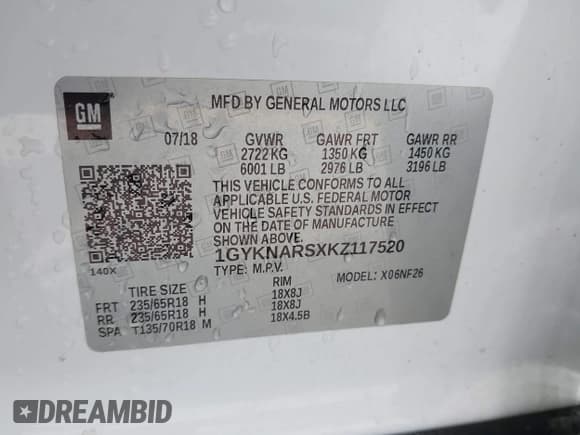 GM
MFD BY GENERAL MOTORS LLC
07/18 GVWR GAWR FRT GAWR RR
2722 KG 1350 KG 1450 KG
6001 LB 2976 LB 3196 LB
THIS VEHICLE CONFORMS TO ALL
APPLICABLE U.S. FEDERAL MOTOR
VEHICLE SAFETY STANDARDS IN EFFECT
ON THE DATE OF MANUFACTURE
SHOWN ABOVE.
1GYKNARSXKZ117520
140X
TYPE: M.P.V. MODEL: X06NF26
TIRE SIZE RIM
FRT 235/65R18 H 18X8J
RR 235/65R18 H 18X8J
SPA T135/70R18 M 18X4.5B
DREAMBID